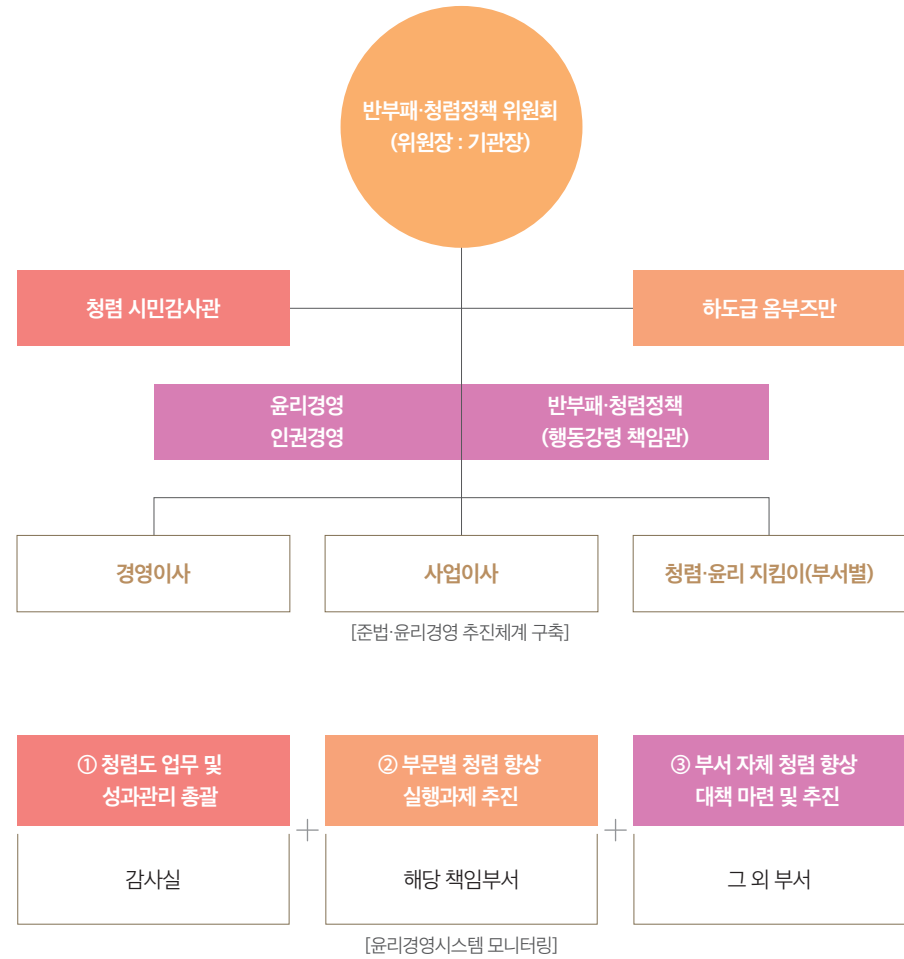 반부패·청렴정책 위원회
(위원장 : 기관장)
청렴 시민감사관
하도급 옴부즈만
윤리경영
인권경영
반부패·청렴정책
(행동강령 책임관)
경영이사
사업이사
청렴·윤리 지킴이(부서별)
[준법·윤리경영 추진체계 구축]
① 청렴도 업무 및
성과관리 총괄
② 부문별 청렴 향상
실행과제 추진
③ 부서 자체 청렴 향상
대책 마련 및 추진
감사실
해당 책임부서
그 외 부서
[윤리경영시스템 모니터링]